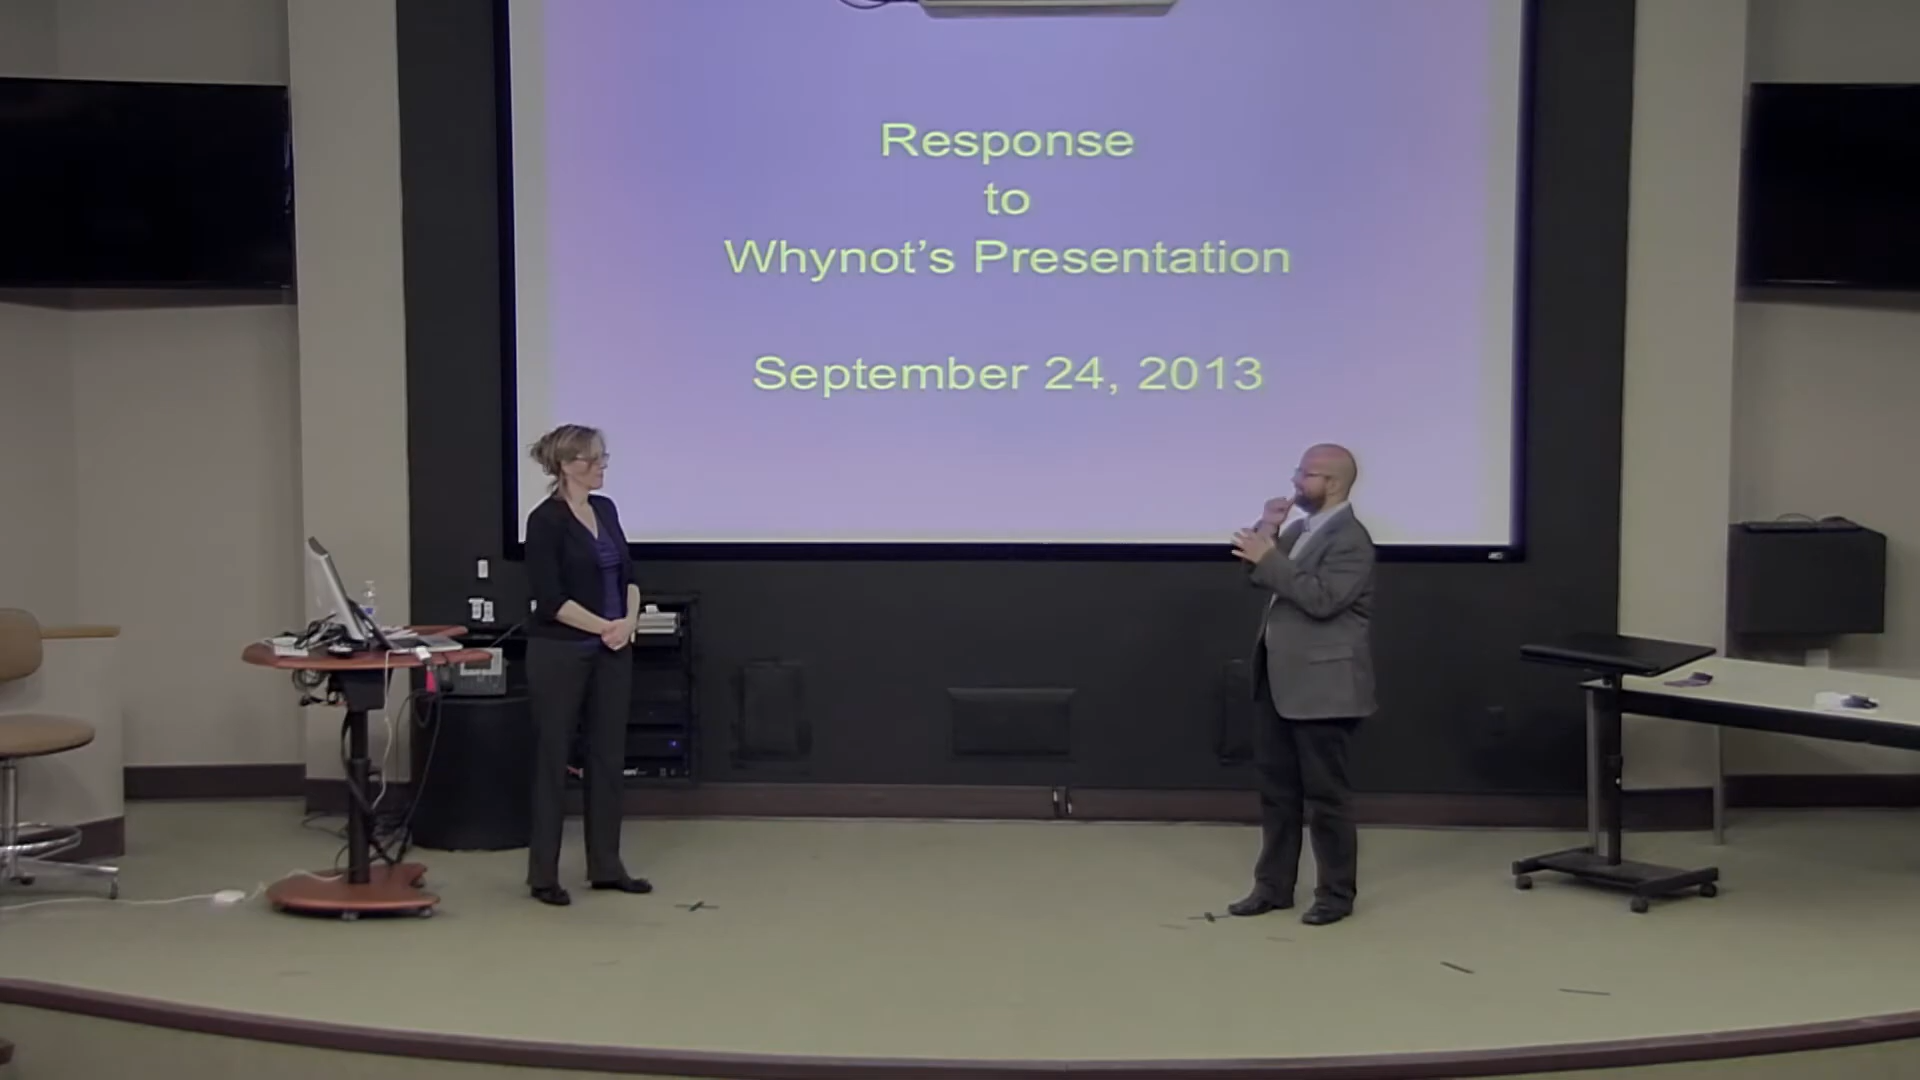 Response
to
Whynot's Presentation
September 24, 2013